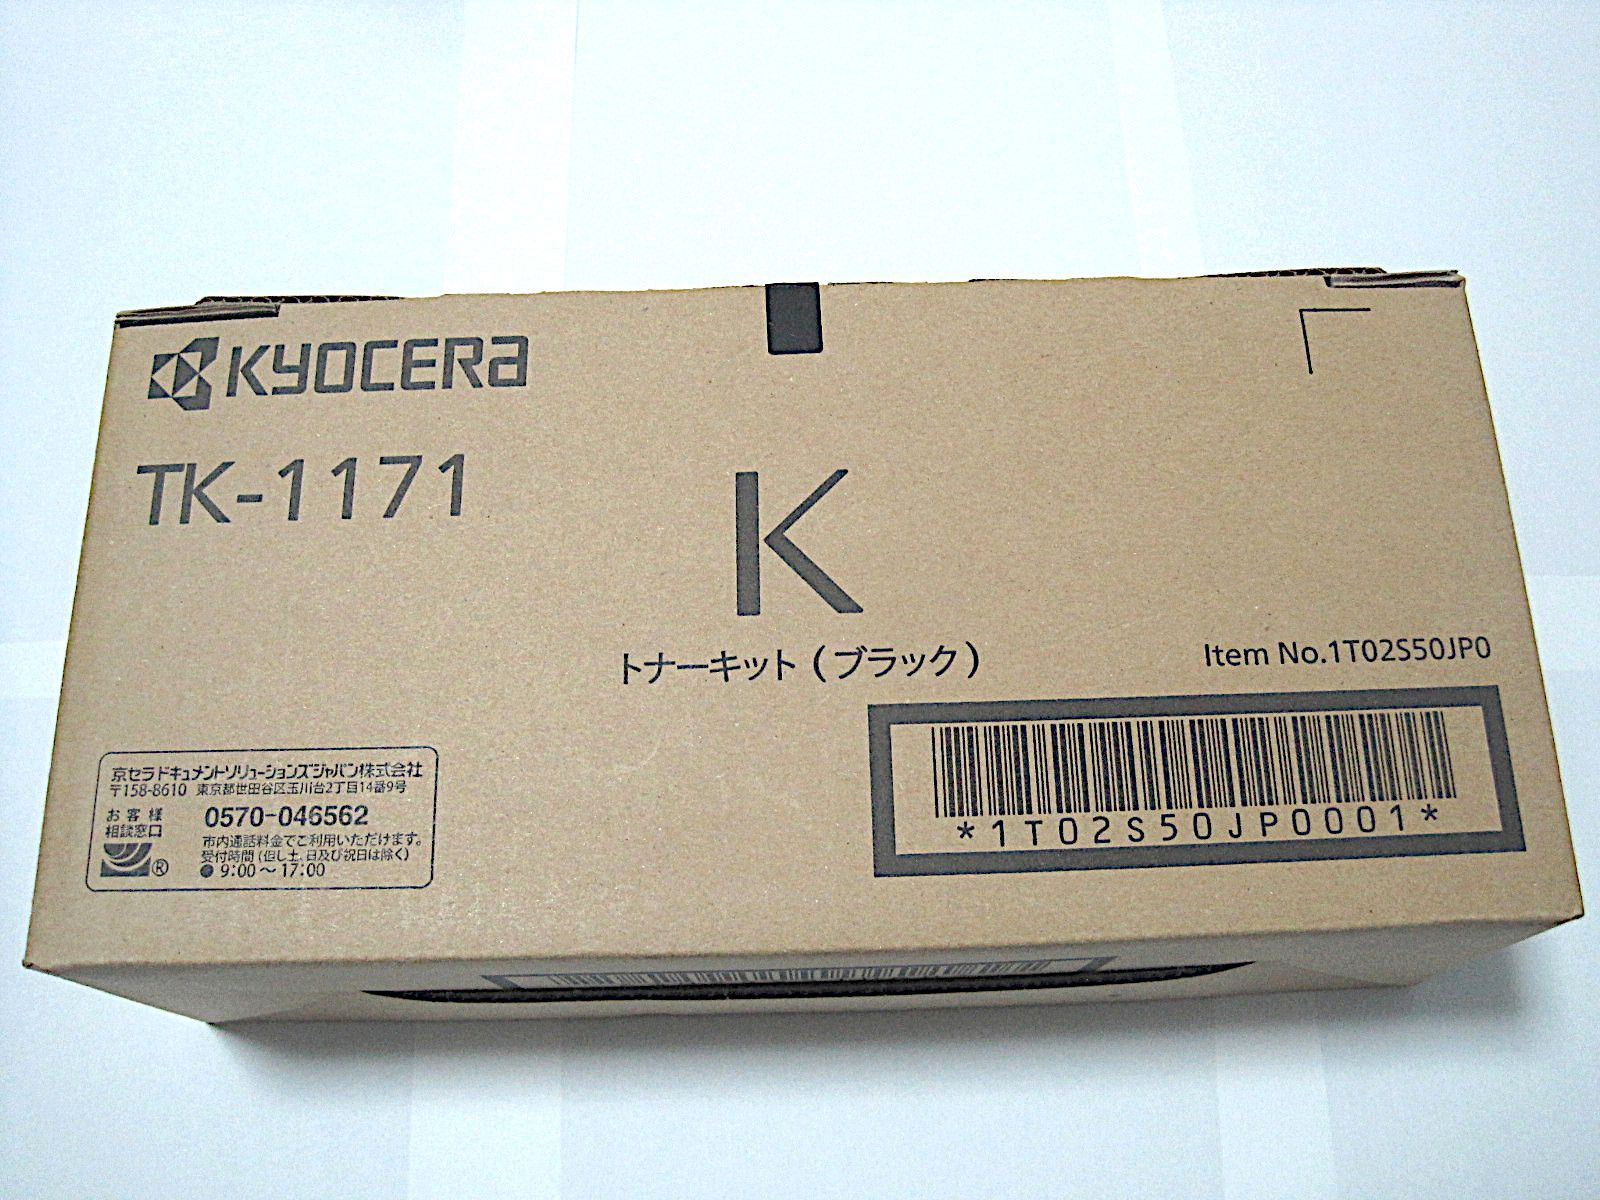 KYOCERA
TK-1171
K
トナーキット(ブラック)
Item No.1T02S50JP0
*1T02S50JP0001*
京セラドキュメントソリューションズジャパン株式会社
〒158-8610 東京都世田谷区玉川台2丁目14番9号
お客様
相談窓口
0570-046562
市内通話料金でご利用いただけます。
受付時間(但し土、日及び祝日は除く)
●9:00～17:00
®